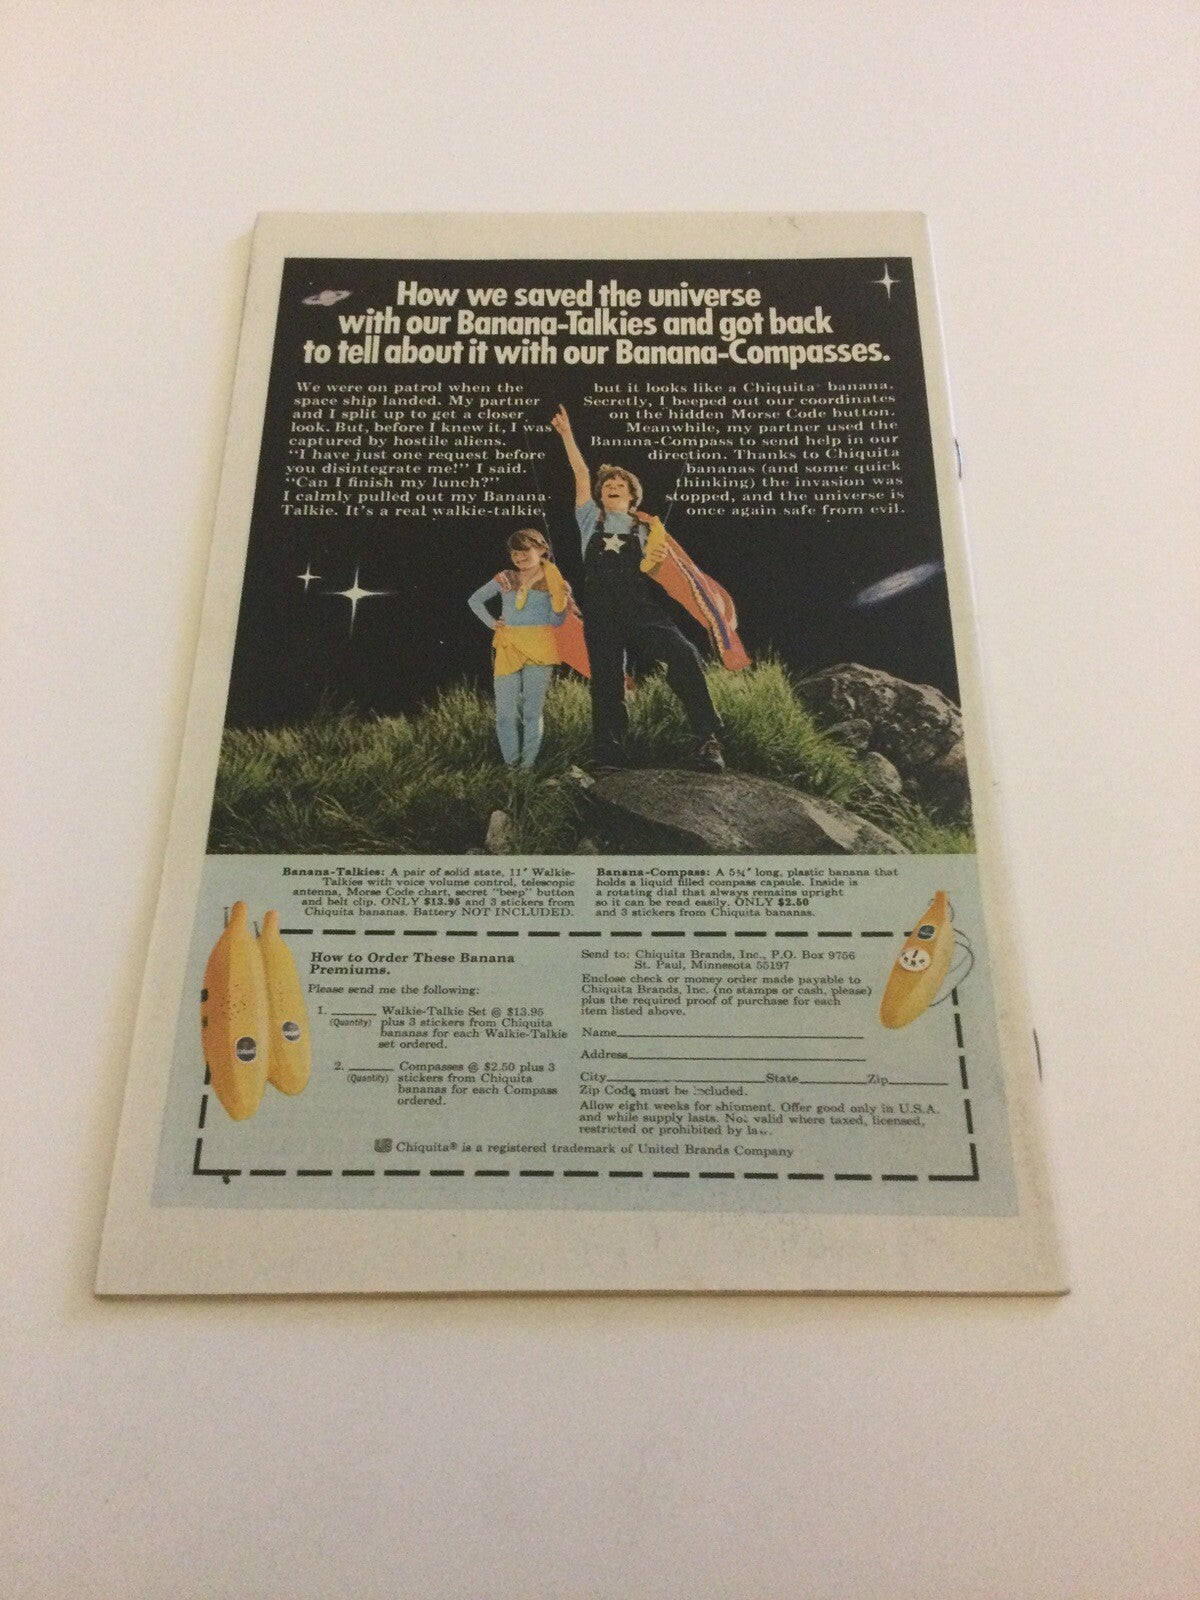 How we saved the universe
with our Banana-Talkies and got back
to tell about it with our Banana-Compasses.
We were on patrol when the
space ship landed. My partner
and I split up to get a closer
look. But, before I knew it, I was
captured by hostile aliens.
"I have just one request before
you disintegrate me!" I said.
"Can I finish my lunch?"
I calmly pulled out my Banana-
Talkie. It's a real walkie-talkie,
but it looks like a Chiquita® banana.
Secretly, I beeped out our coordinates
on the hidden Morse Code button.
Meanwhile, my partner used the
Banana-Compass to send help in our
direction. Thanks to Chiquita
bananas (and some quick
thinking) the invasion was
stopped, and the universe is
once again safe from evil.
Banana-Talkies: A pair of solid state, 11" Walkie-
Talkies with voice volume control, telescopic
antenna, Morse Code chart, secret "beep" button
and belt clip. ONLY $13.95 and 3 stickers from
Chiquita bananas. Battery NOT INCLUDED.
Banana-Compass: A 5¾" long, plastic banana that
holds a liquid filled compass capsule. Inside is
a rotating dial that always remains upright
so it can be read easily. ONLY $2.50
and 3 stickers from Chiquita bananas.
How to Order These Banana
Premiums.
Please send me the following:
1. ______ Walkie-Talkie Set @ $13.95
(Quantity) plus 3 stickers from Chiquita
bananas for each Walkie-Talkie
set ordered.
2. ______ Compasses @ $2.50 plus 3
(Quantity) stickers from Chiquita
bananas for each Compass
ordered.
Send to: Chiquita Brands, Inc., P.O. Box 9756
St. Paul, Minnesota 55197
Enclose check or money order made payable to
Chiquita Brands, Inc. (no stamps or cash, please)
plus the required proof of purchase for each
item listed above.
Name
Address
City State Zip
Zip Code must be included.
Allow eight weeks for shipment. Offer good only in U.S.A.
and while supply lasts. Not valid where taxed, licensed,
restricted or prohibited by law.
Chiquita® is a registered trademark of United Brands Company